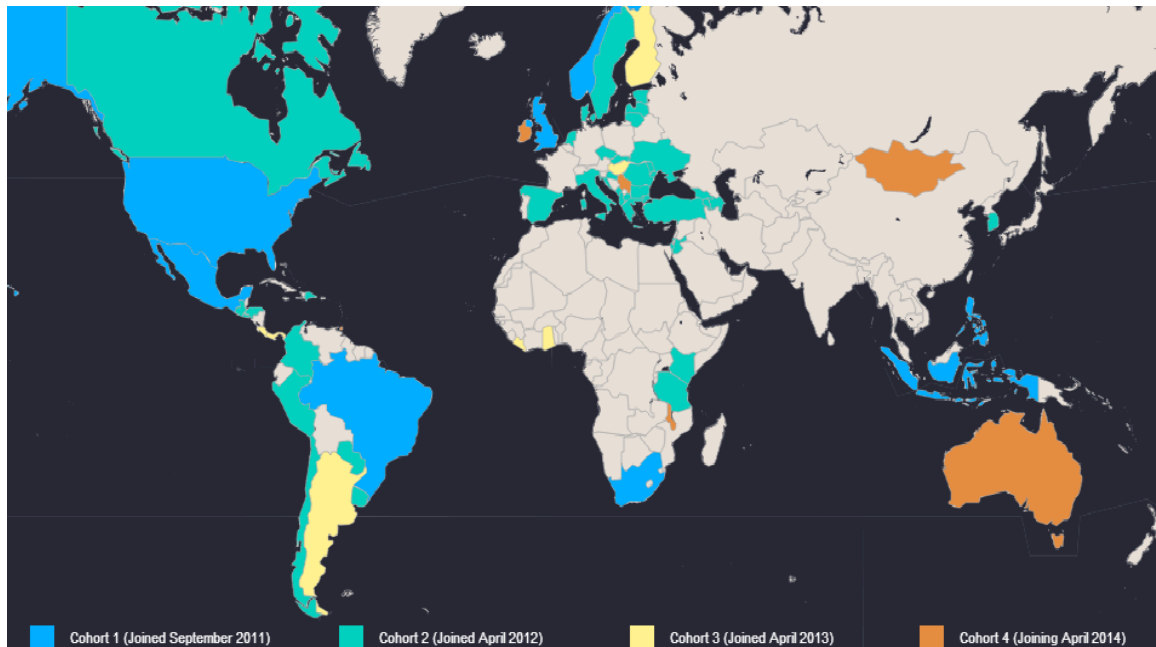 Cohort 1 (Joined September 2011)
Cohort 2 (Joined April 2012)
Cohort 3 (Joined April 2013)
Cohort 4 (Joining April 2014)